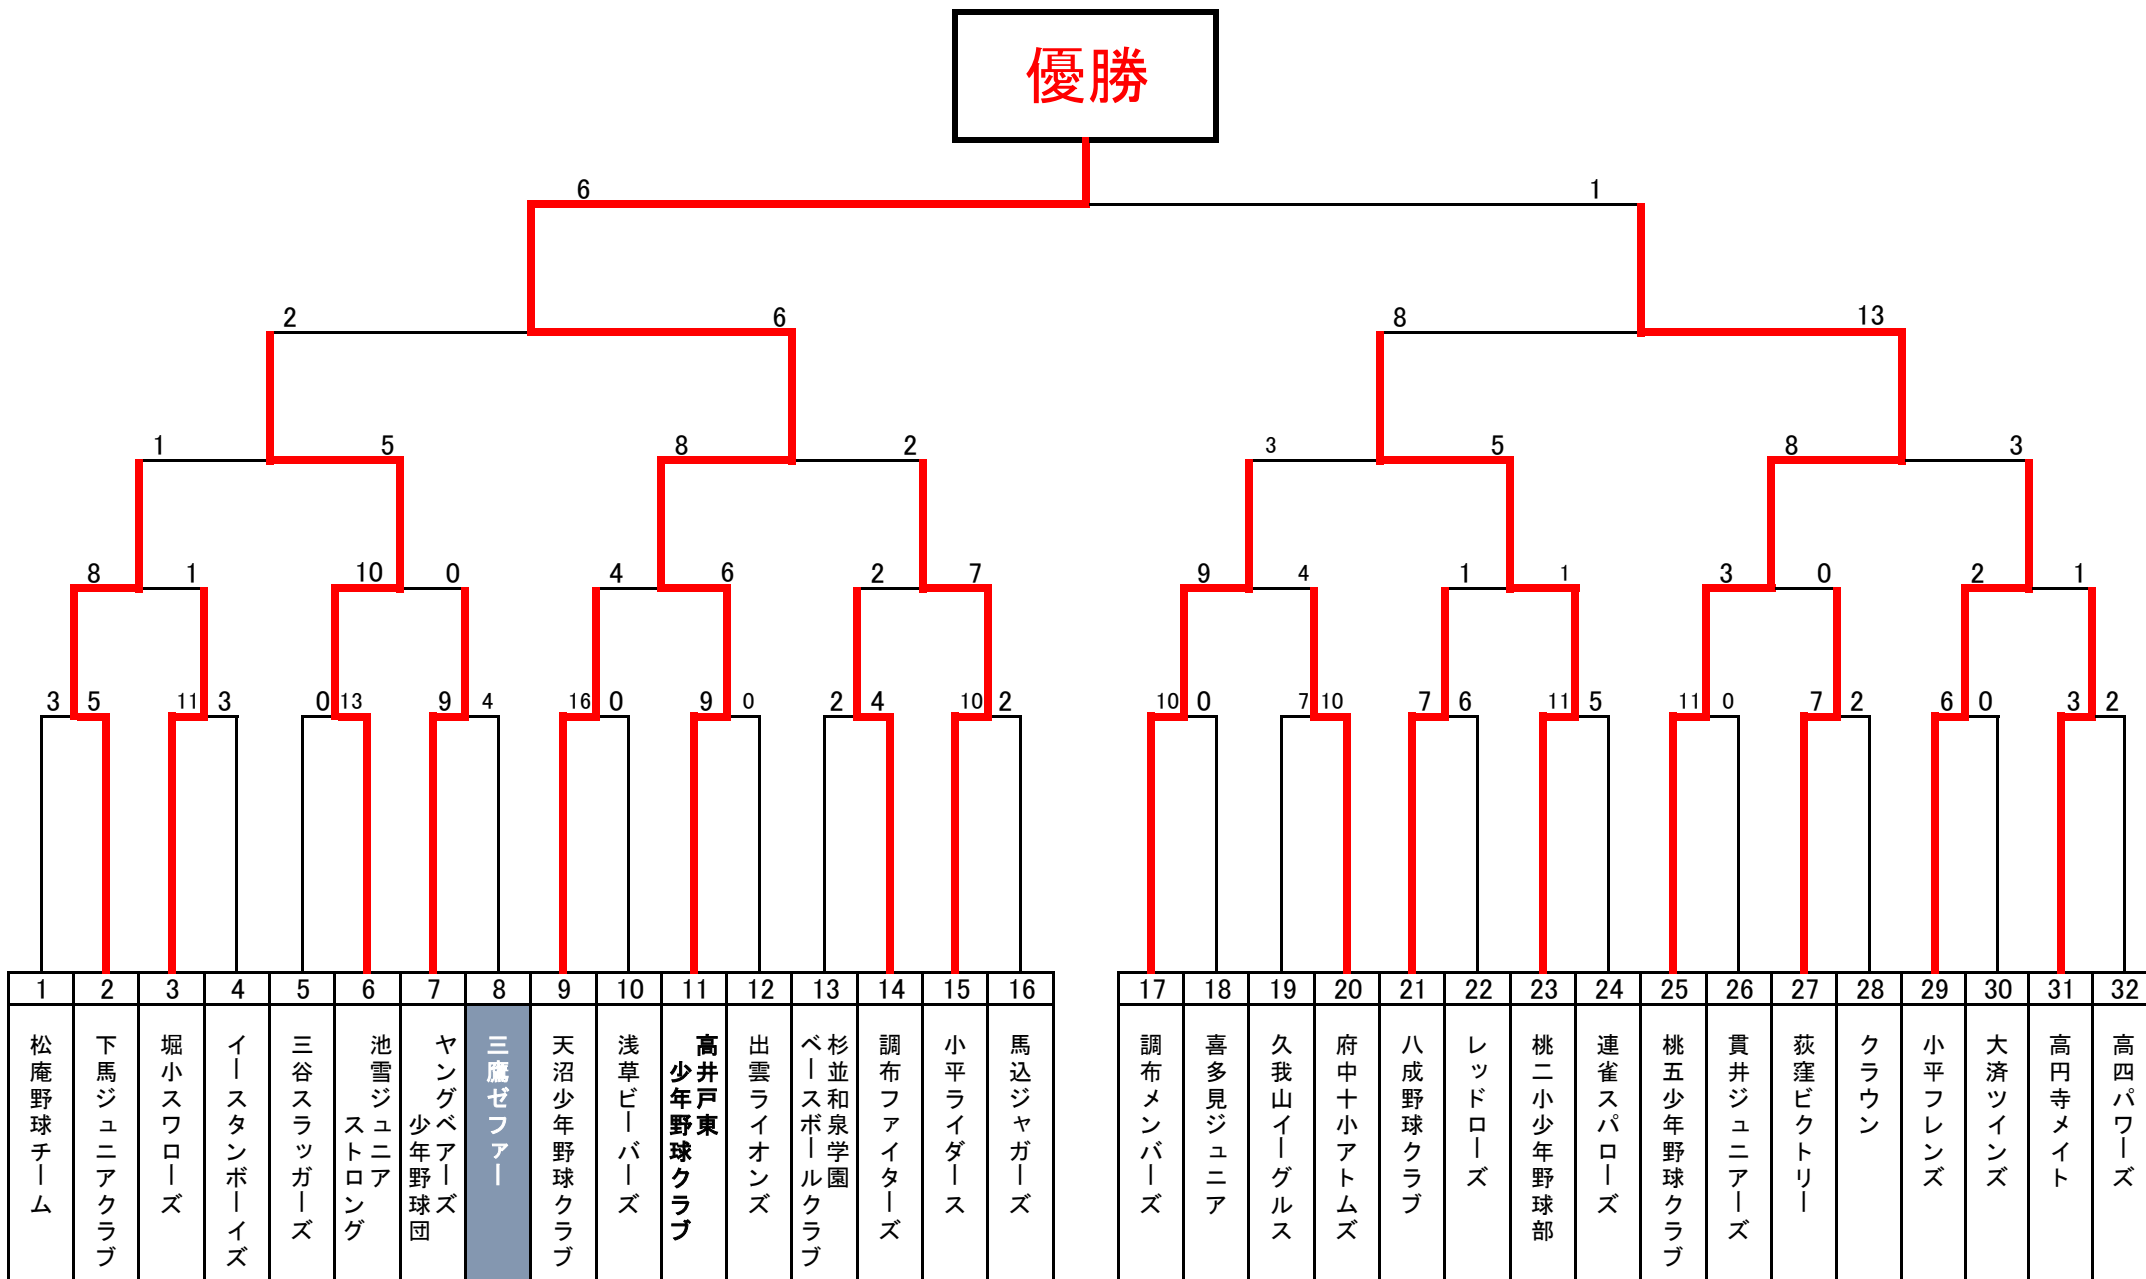 優勝
6 1
2 6 8 13
1 5 8 2 3 5 8 3
8 1 10 0 4 6 2 7 9 4 1 1 3 0 2 1
3 5 11 3 0 13 9 4 16 0 9 0 2 4 10 2 10 0 7 10 7 6 11 5 11 0 7 2 6 0 3 2
1 2 3 4 5 6 7 8 9 10 11 12 13 14 15 16 17 18 19 20 21 22 23 24 25 26 27 28 29 30 31 32
松庵野球チーム
下馬ジュニアクラブ
堀小スワローズ
イースタンボーイズ
三谷スラッガーズ
池雪ジュニア
ストロング
ヤングベアーズ
少年野球団
三鷹ゼファー
天沼少年野球クラブ
浅草ビーバーズ
高井戸東
少年野球クラブ
出雲ライオンズ
杉並和泉学園
ベースボールクラブ
調布ファイターズ
小平ライダース
馬込ジャガーズ
調布メンバーズ
喜多見ジュニア
久我山イーグルス
府中十小アトムズ
八成野球クラブ
レッドローズ
桃二小少年野球部
連雀スパローズ
桃五少年野球クラブ
貫井ジュニアーズ
荻窪ビクトリー
クラウン
小平フレンズ
大済ツインズ
高円寺メイト
高四パワーズ